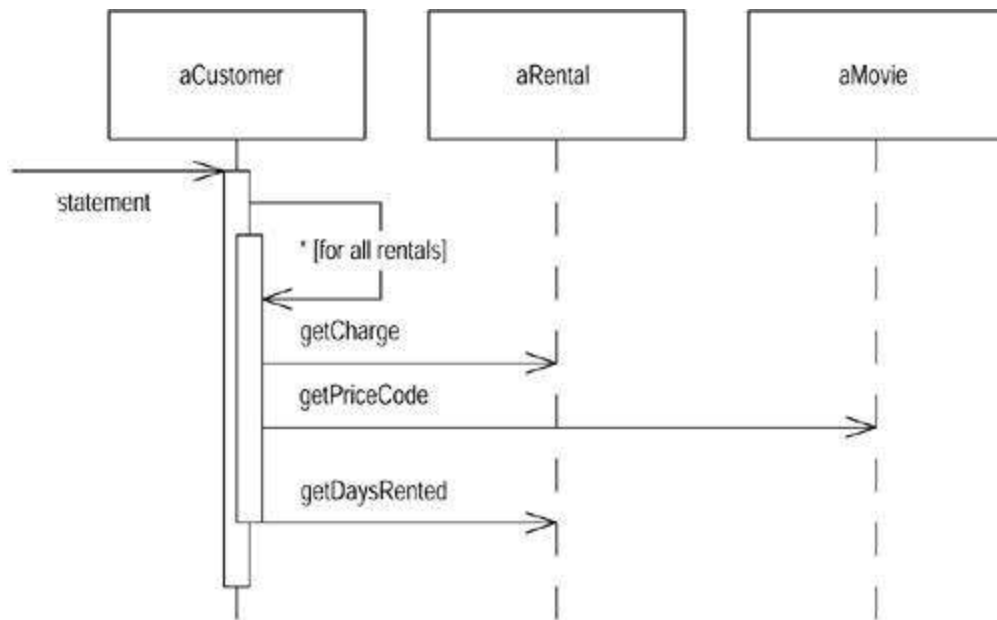 aCustomer
aRental
aMovie
statement
* [for all rentals]
getCharge
getPriceCode
getDaysRented